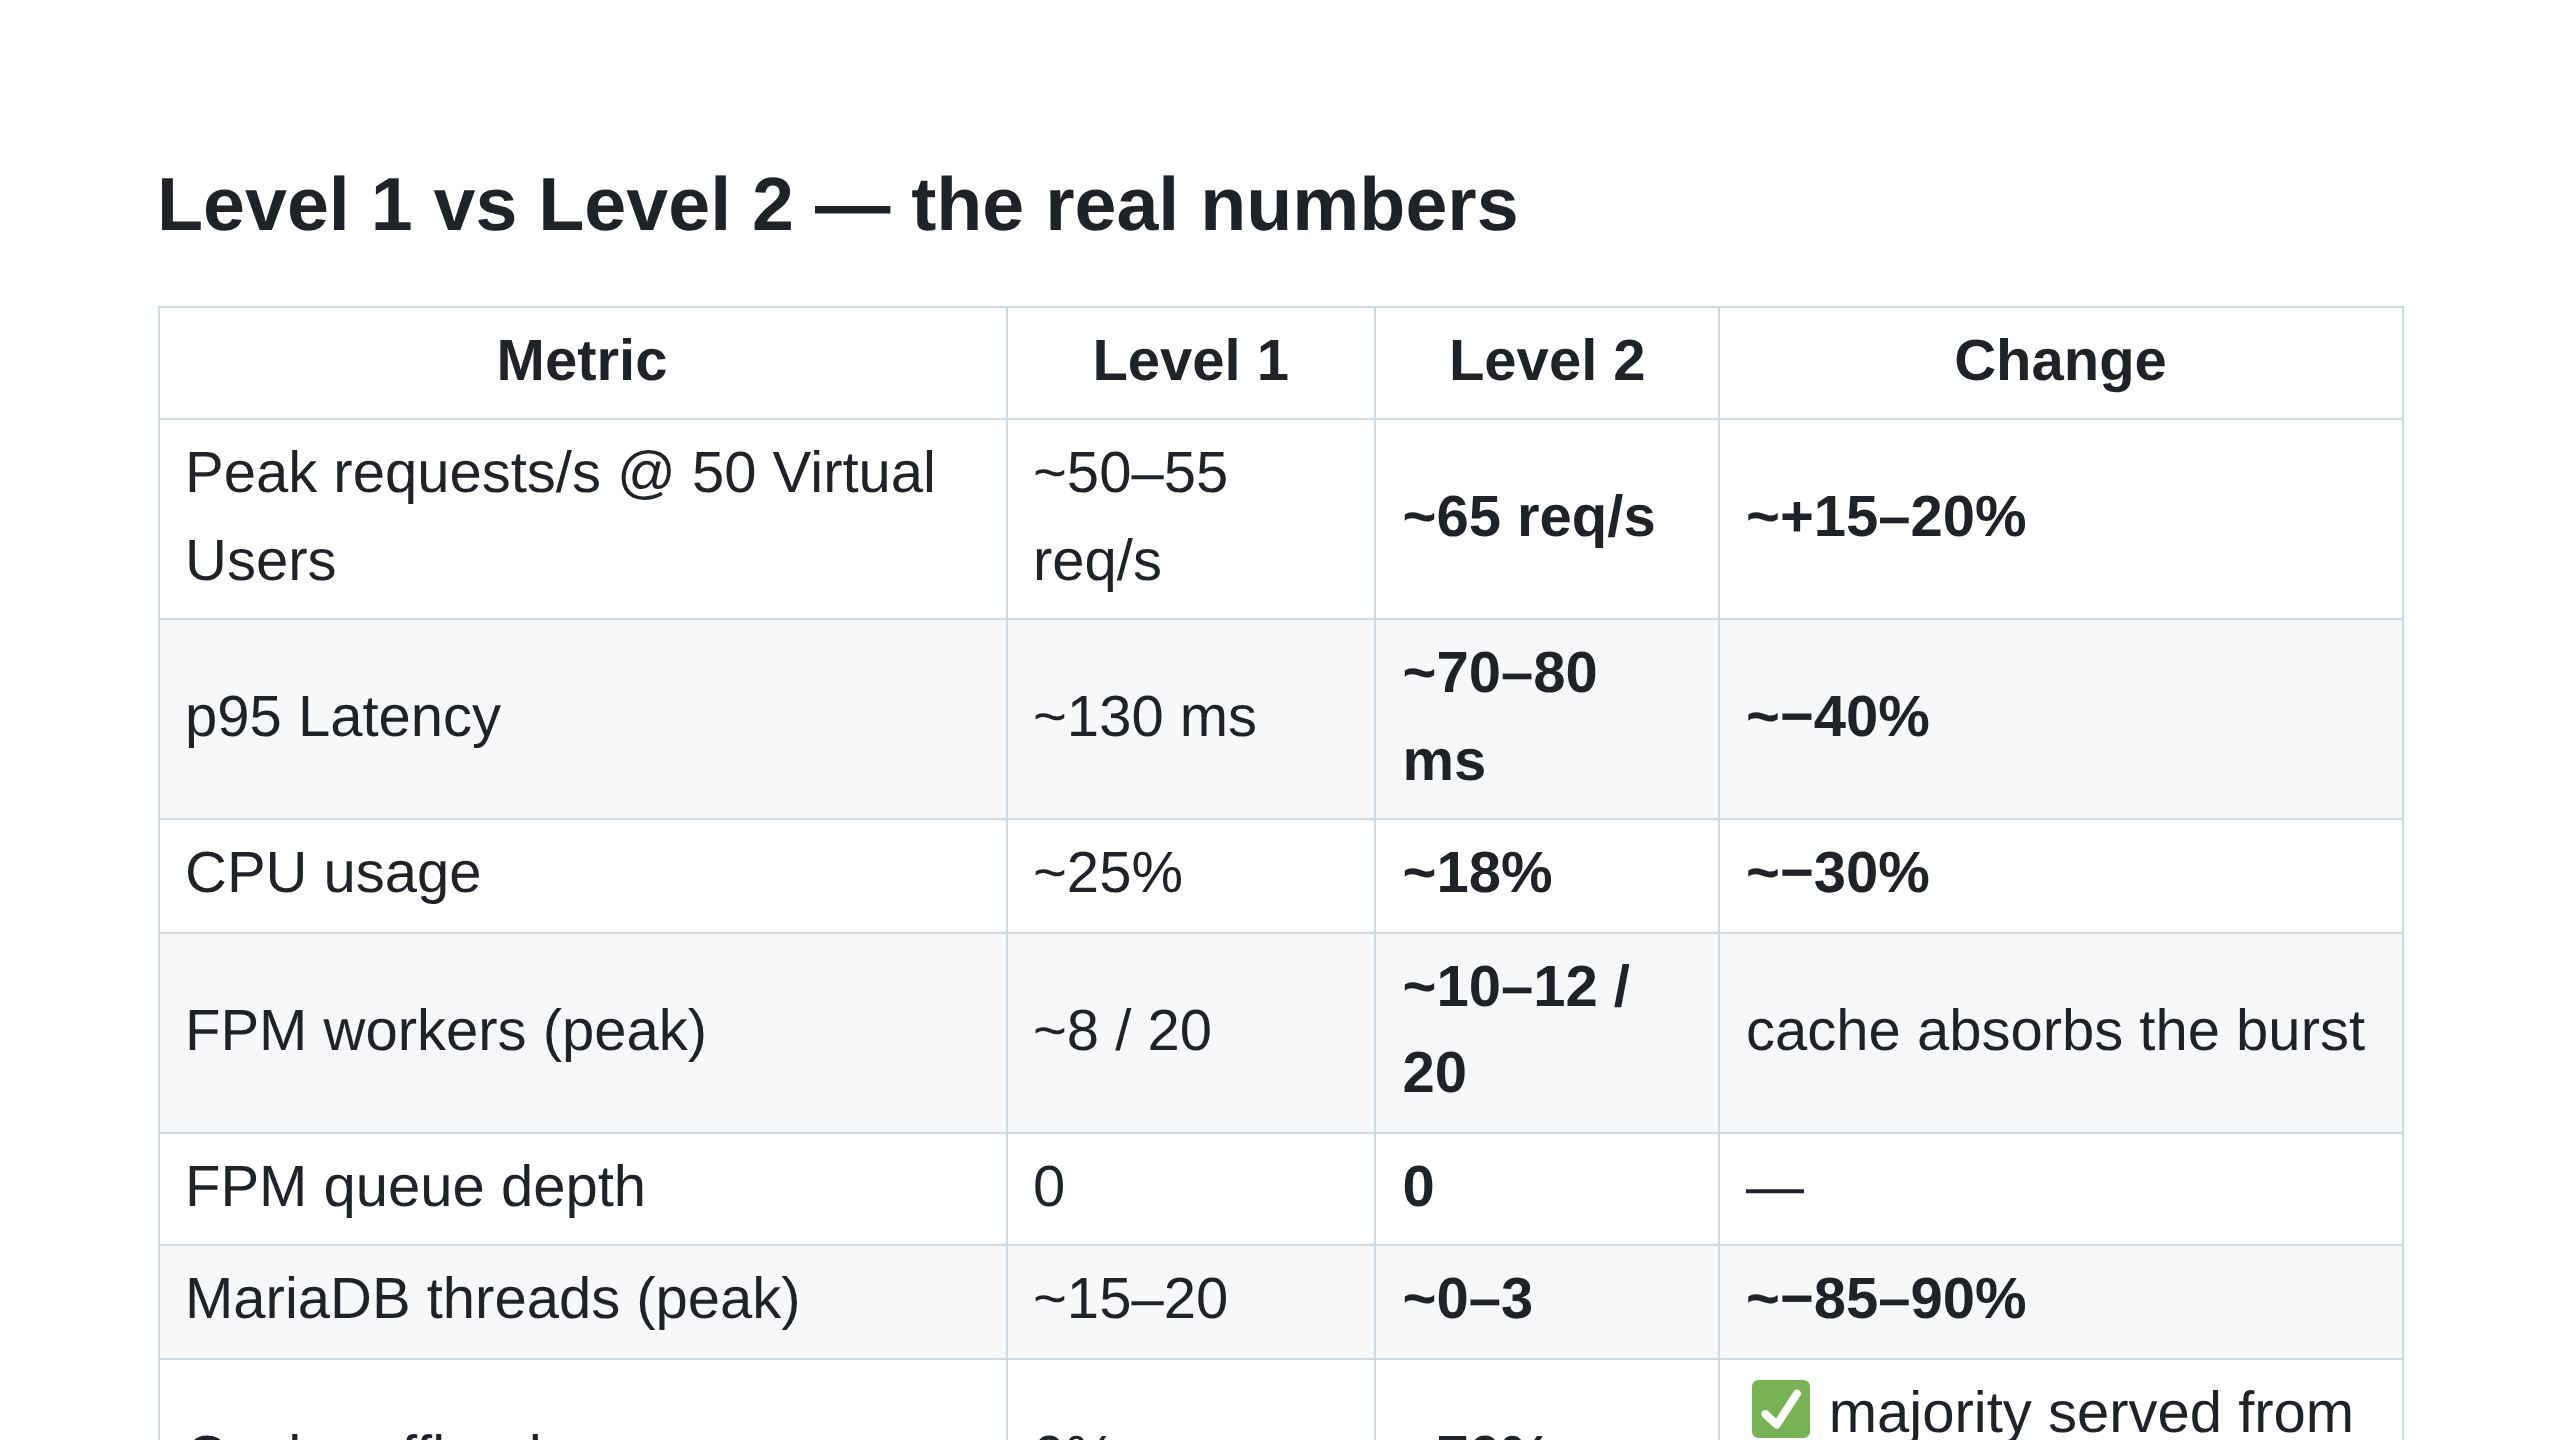 Level 1 vs Level 2 — the real numbers
Metric
Level 1
Level 2
Change
Peak requests/s @ 50 Virtual
Users
~50–55
req/s
~65 req/s
~+15–20%
p95 Latency
~130 ms
~70–80
ms
~−40%
CPU usage
~25%
~18%
~−30%
FPM workers (peak)
~8 / 20
~10–12 /
20
cache absorbs the burst
FPM queue depth
0
0
—
MariaDB threads (peak)
~15–20
~0–3
~−85–90%
✅ majority served from